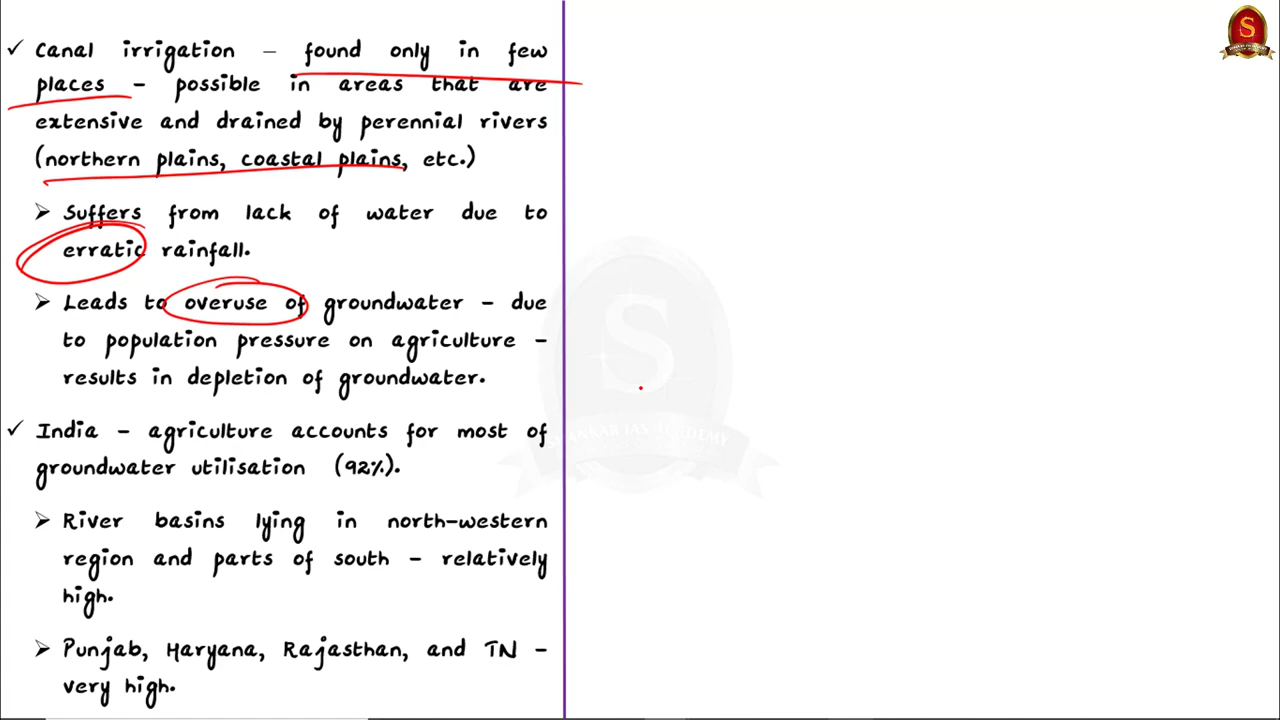 ✓ Canal irrigation – found only in few
places – possible in areas that are
extensive and drained by perennial rivers
(northern plains, coastal plains, etc.)
➢ Suffers from lack of water due to
erratic rainfall.
➢ Leads to overuse of groundwater – due
to population pressure on agriculture –
results in depletion of groundwater.
✓ India – agriculture accounts for most of
groundwater utilisation (92%).
➢ River basins lying in north-western
region and parts of south – relatively
high.
➢ Punjab, Haryana, Rajasthan, and TN –
very high.
S
SHANKAR IAS ACADEMY
S